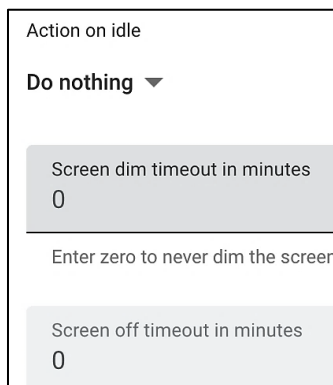 Action on idle
Do nothing
Screen dim timeout in minutes
0
Enter zero to never dim the screen
Screen off timeout in minutes
0